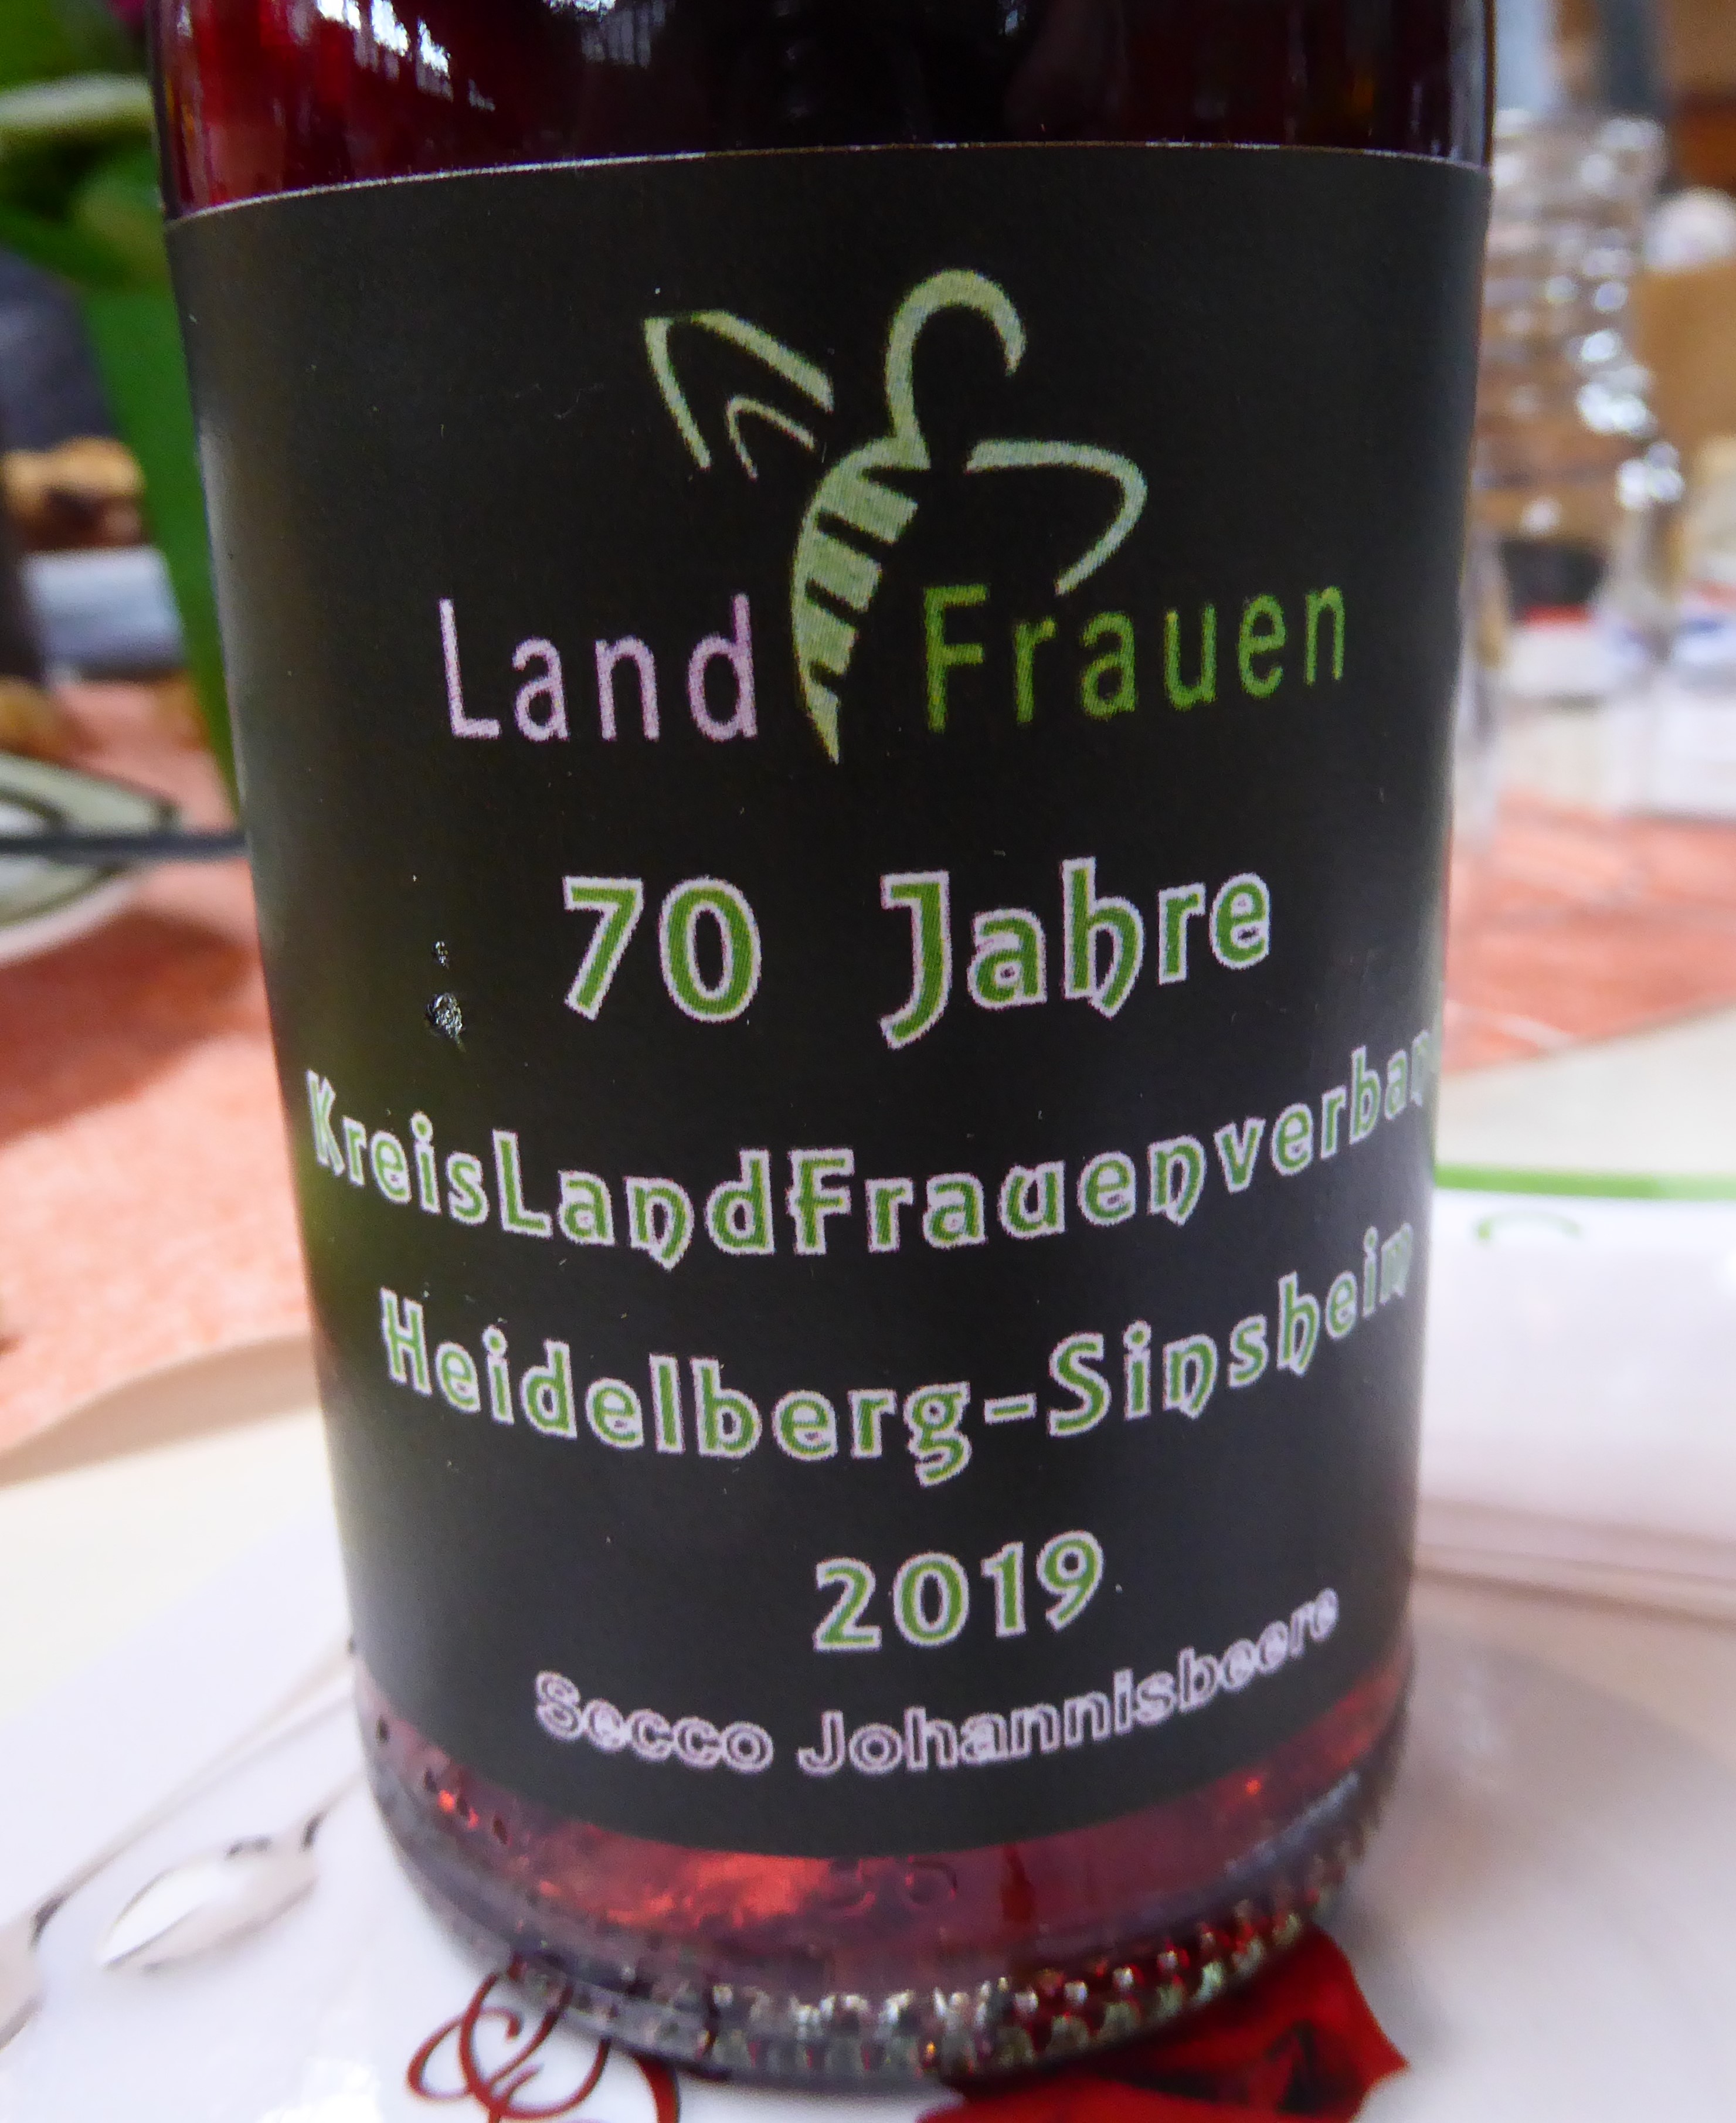 Land Frauen
70 Jahre
KreisLandFrauenverband
Heidelberg-Sinsheim
2019
Secco Johannisbeere